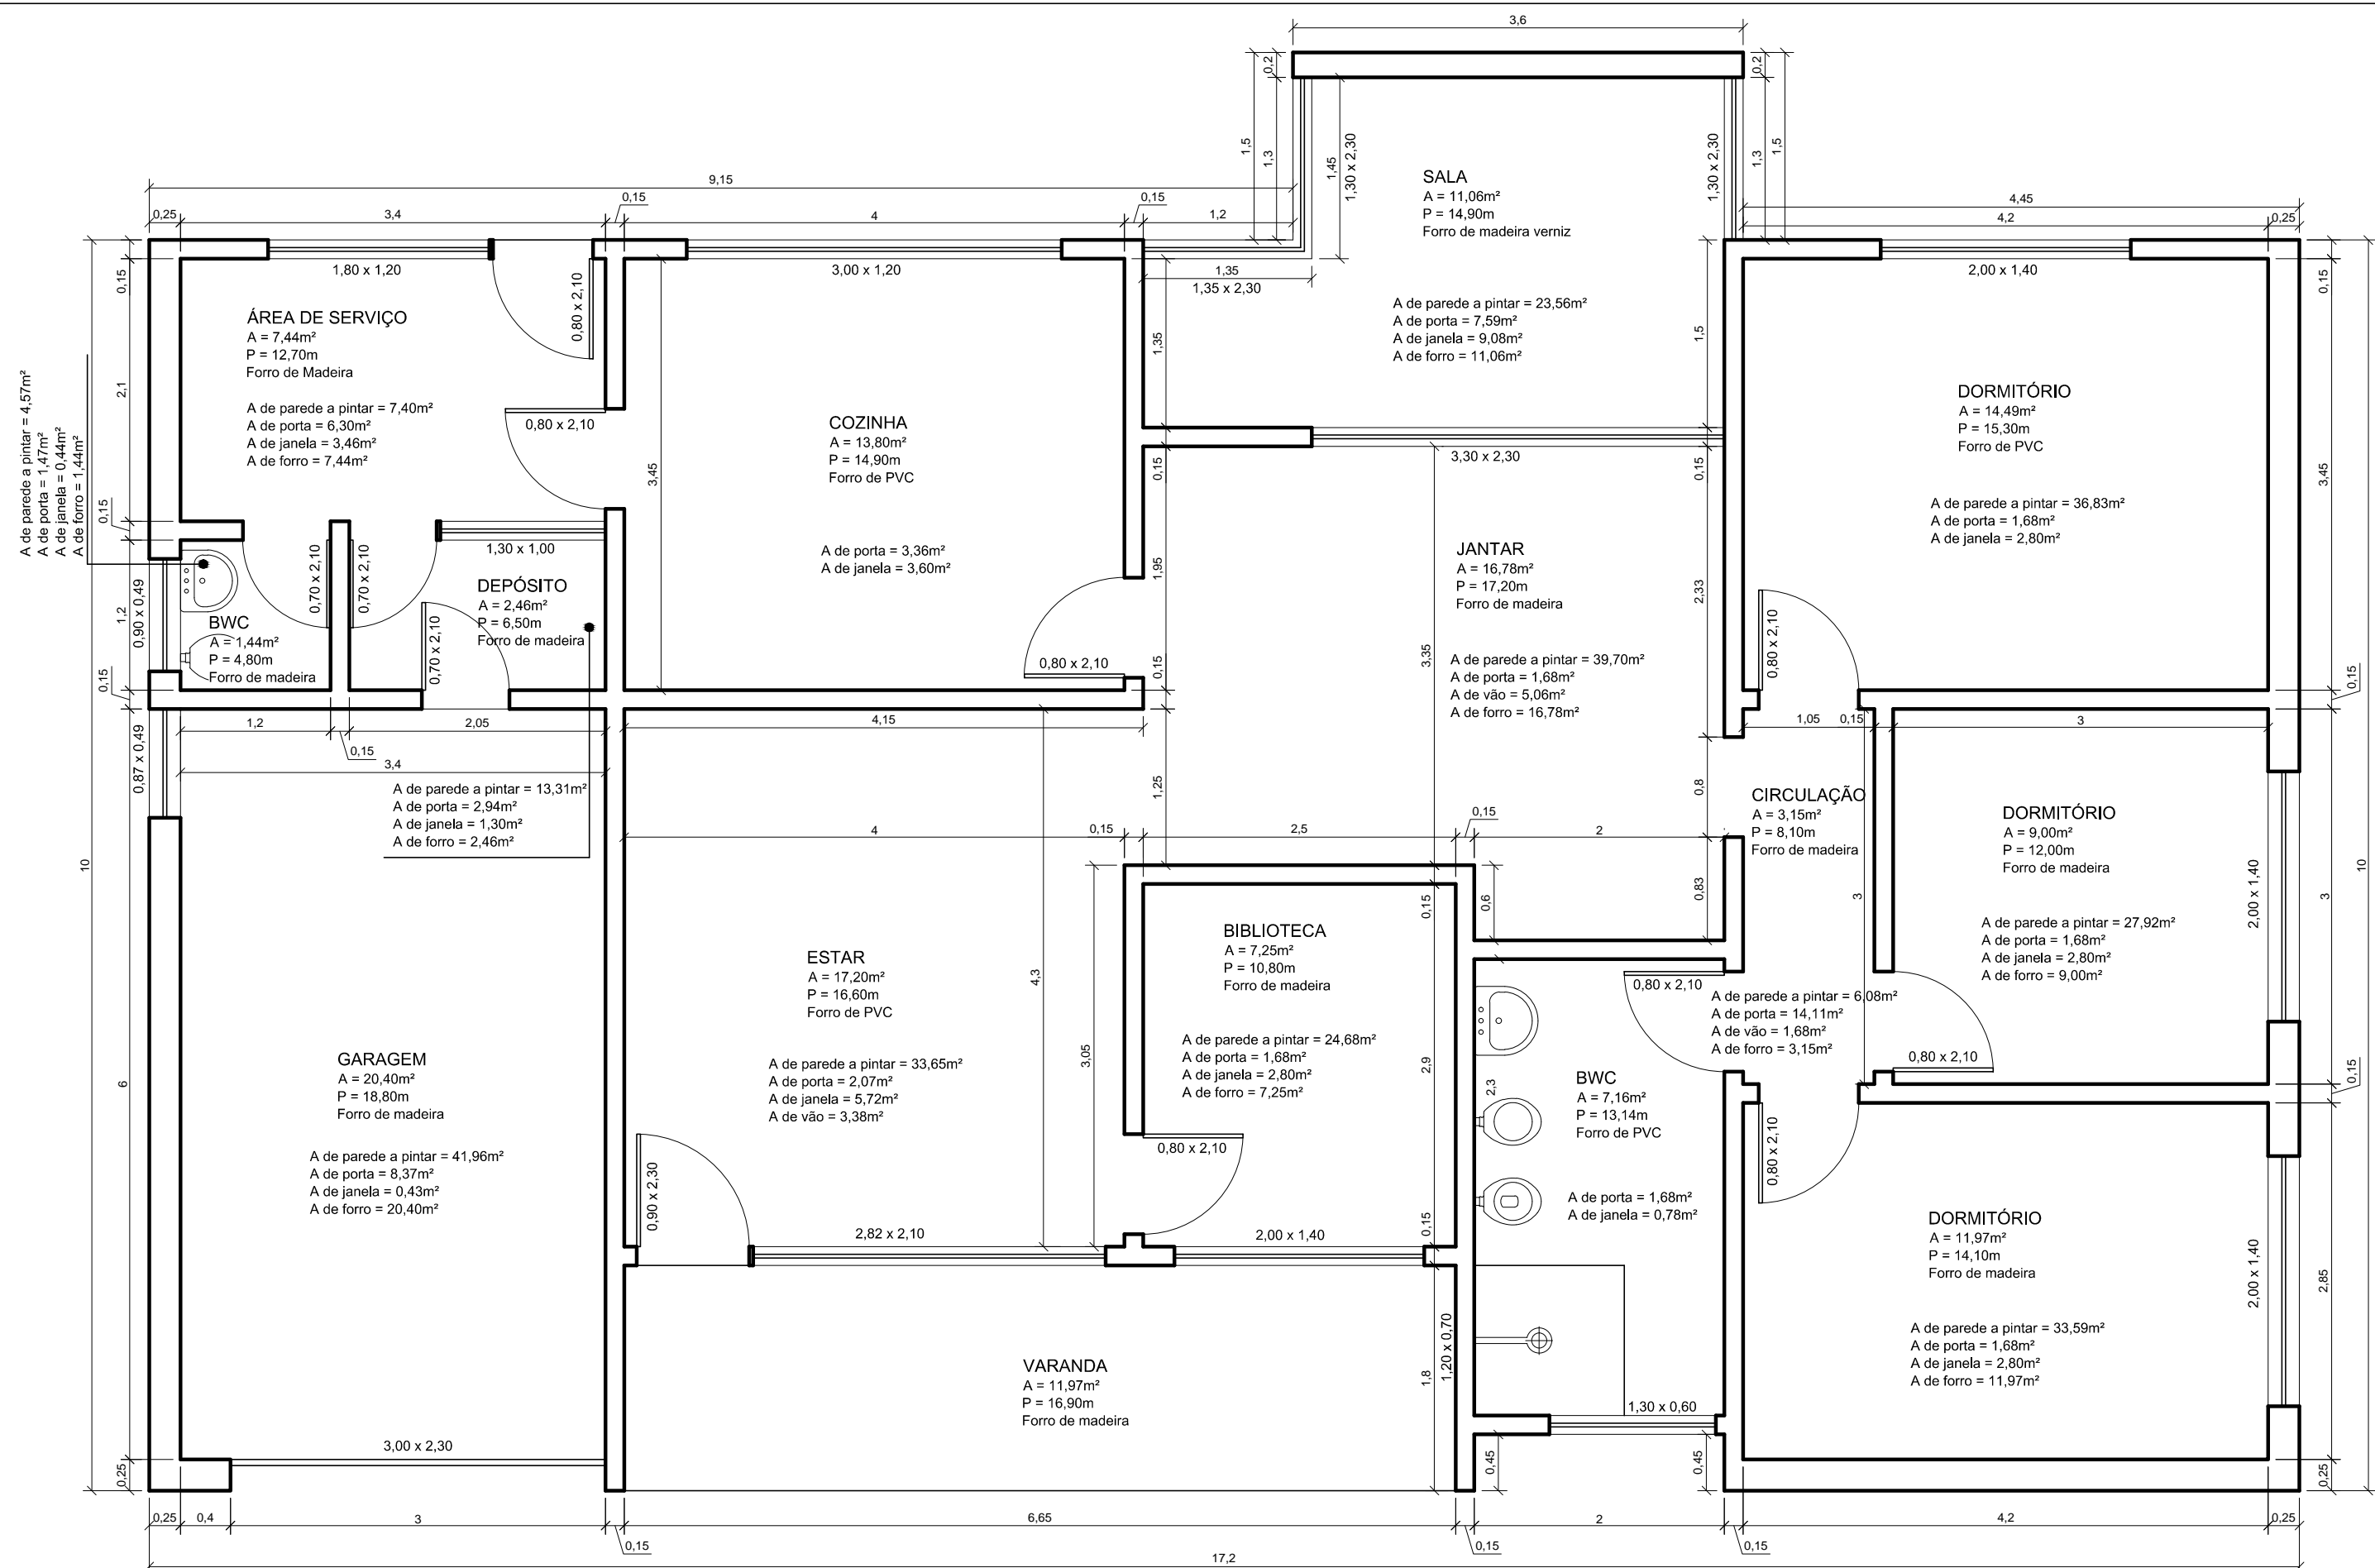 3,6
0,2
1,5
1,3
1,45
1,30 x 2,30
1,30 x 2,30
0,2
1,3
1,5
9,15
0,25
3,4
0,15
4
0,15
1,2
4,45
4,2
0,25
SALA
A = 11,06m²
P = 14,90m
Forro de madeira verniz
A de parede a pintar = 23,56m²
A de porta = 7,59m²
A de janela = 9,08m²
A de forro = 11,06m²
1,80 x 1,20
0,80 x 2,10
3,00 x 1,20
1,35
1,35 x 2,30
2,00 x 1,40
0,15
0,15
ÁREA DE SERVIÇO
A = 7,44m²
P = 12,70m
Forro de Madeira
A de parede a pintar = 7,40m²
A de porta = 6,30m²
A de janela = 3,46m²
A de forro = 7,44m²
0,80 x 2,10
2,1
1,35
1,5
A de parede a pintar = 4,57m²
A de porta = 1,47m²
A de janela = 0,44m²
A de forro = 1,44m²
COZINHA
A = 13,80m²
P = 14,90m
Forro de PVC
A de porta = 3,36m²
A de janela = 3,60m²
3,45
3,30 x 2,30
0,15
0,15
DORMITÓRIO
A = 14,49m²
P = 15,30m
Forro de PVC
A de parede a pintar = 36,83m²
A de porta = 1,68m²
A de janela = 2,80m²
3,45
0,15
1,30 x 1,00
0,70 x 2,10
0,70 x 2,10
DEPÓSITO
A = 2,46m²
P = 6,50m
Forro de madeira
0,70 x 2,10
1,2
0,90 x 0,49
BWC
A = 1,44m²
P = 4,80m
Forro de madeira
0,15
1,95
0,80 x 2,10
0,15
JANTAR
A = 16,78m²
P = 17,20m
Forro de madeira
A de parede a pintar = 39,70m²
A de porta = 1,68m²
A de vão = 5,06m²
A de forro = 16,78m²
3,35
2,33
0,80 x 2,10
0,15
0,87 x 0,49
1,2
2,05
0,15
3,4
4,15
1,05
0,15
3
A de parede a pintar = 13,31m²
A de porta = 2,94m²
A de janela = 1,30m²
A de forro = 2,46m²
1,25
0,8
CIRCULAÇÃO
A = 3,15m²
P = 8,10m
Forro de madeira
DORMITÓRIO
A = 9,00m²
P = 12,00m
Forro de madeira
A de parede a pintar = 27,92m²
A de porta = 1,68m²
A de janela = 2,80m²
A de forro = 9,00m²
2,00 x 1,40
3
10
10
4
0,15
2,5
0,15
2
0,15
0,6
0,83
3
BIBLIOTECA
A = 7,25m²
P = 10,80m
Forro de madeira
A de parede a pintar = 24,68m²
A de porta = 1,68m²
A de janela = 2,80m²
A de forro = 7,25m²
ESTAR
A = 17,20m²
P = 16,60m
Forro de PVC
A de parede a pintar = 33,65m²
A de porta = 2,07m²
A de janela = 5,72m²
A de vão = 3,38m²
4,3
3,05
2,9
0,80 x 2,10
A de parede a pintar = 6,08m²
A de porta = 14,11m²
A de vão = 1,68m²
A de forro = 3,15m²
0,80 x 2,10
0,15
GARAGEM
A = 20,40m²
P = 18,80m
Forro de madeira
A de parede a pintar = 41,96m²
A de porta = 8,37m²
A de janela = 0,43m²
A de forro = 20,40m²
6
2,3
BWC
A = 7,16m²
P = 13,14m
Forro de PVC
A de porta = 1,68m²
A de janela = 0,78m²
0,80 x 2,10
0,80 x 2,10
0,90 x 2,30
2,82 x 2,10
2,00 x 1,40
0,15
DORMITÓRIO
A = 11,97m²
P = 14,10m
Forro de madeira
A de parede a pintar = 33,59m²
A de porta = 1,68m²
A de janela = 2,80m²
A de forro = 11,97m²
2,00 x 1,40
2,85
VARANDA
A = 11,97m²
P = 16,90m
Forro de madeira
1,8
1,20 x 0,70
1,30 x 0,60
3,00 x 2,30
0,25
0,45
0,45
0,25
0,25
0,4
3
0,15
6,65
0,15
2
0,15
4,2
0,25
17,2